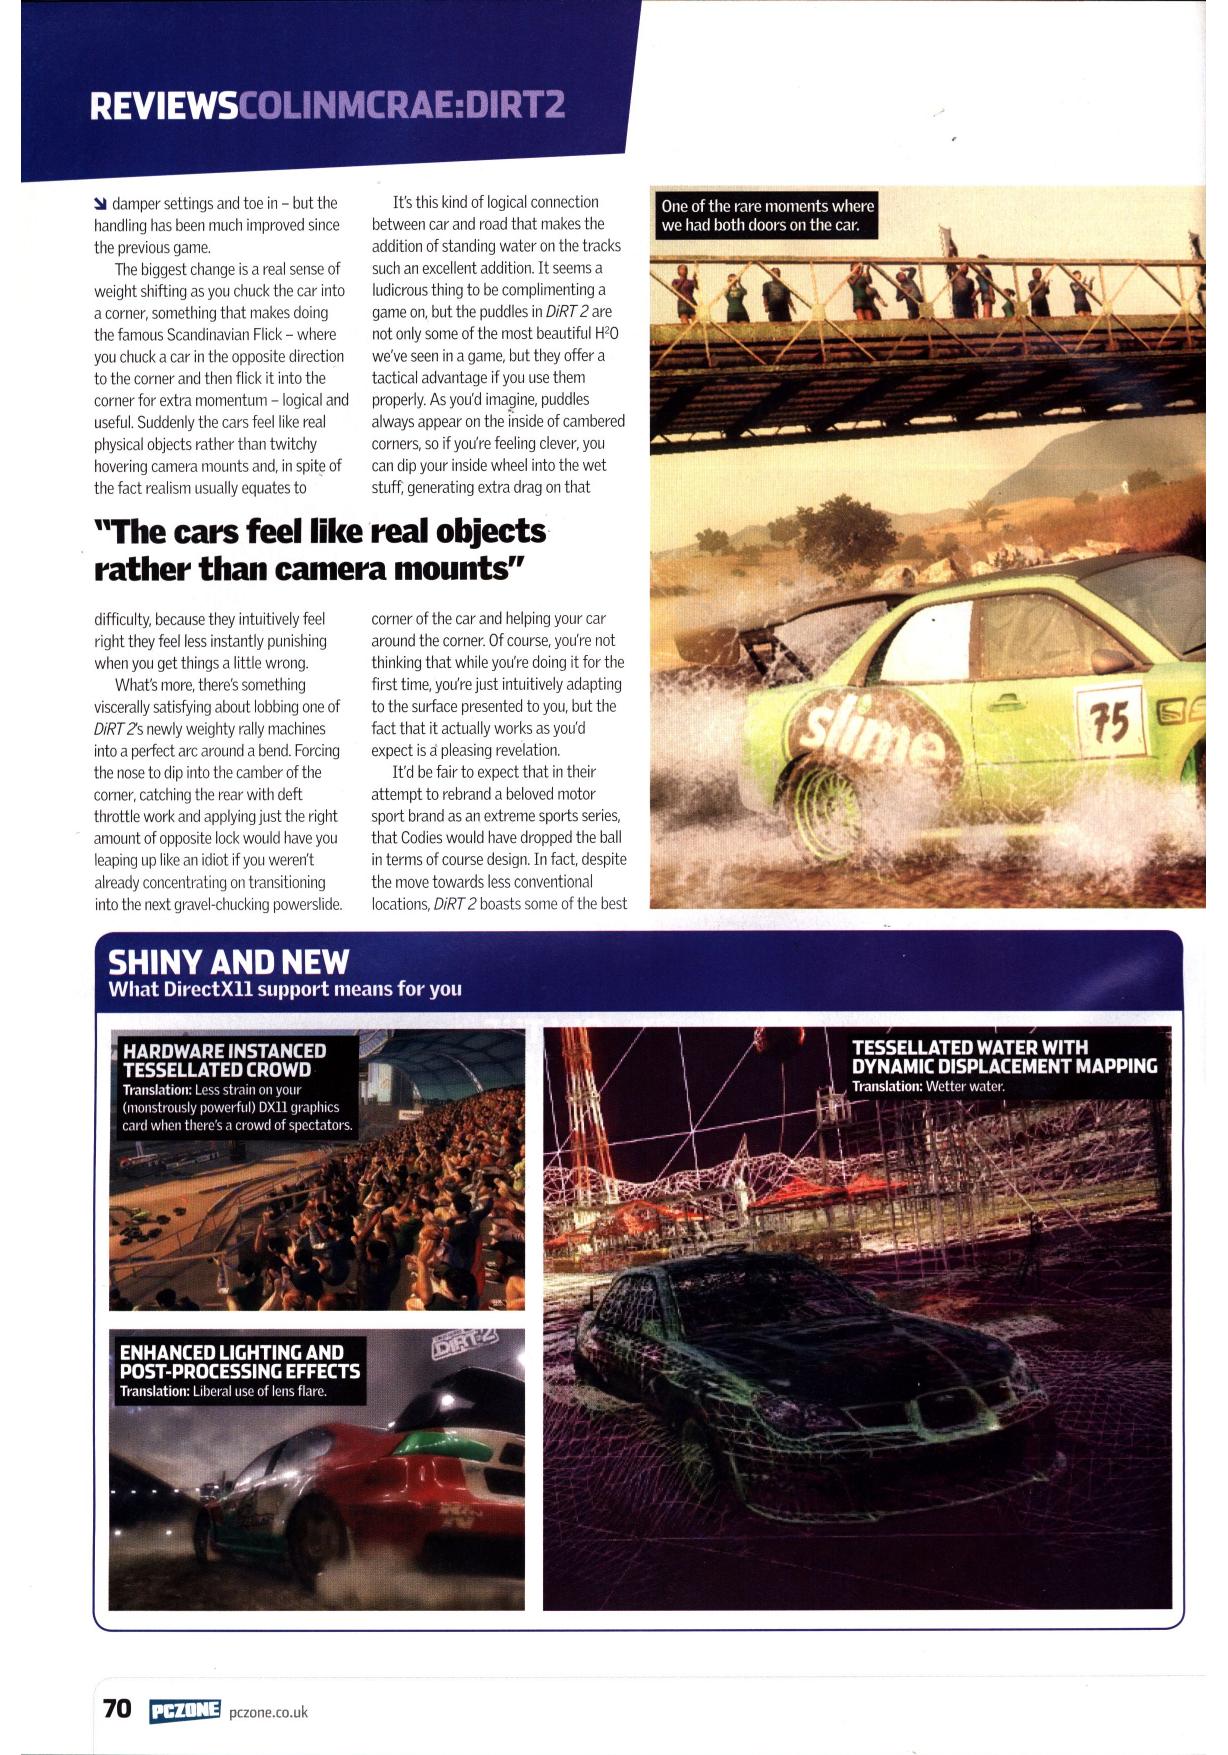 REVIEWSCOLINMCRAE:DIRT2
damper settings and toe in – but the
handling has been much improved since
the previous game.
The biggest change is a real sense of
weight shifting as you chuck the car into
a corner, something that makes doing
the famous Scandinavian Flick – where
you chuck a car in the opposite direction
to the corner and then flick it into the
corner for extra momentum – logical and
useful. Suddenly the cars feel like real
physical objects rather than twitchy
hovering camera mounts and, in spite of
the fact realism usually equates to
"The cars feel like real objects
rather than camera mounts"
difficulty, because they intuitively feel
right they feel less instantly punishing
when you get things a little wrong.
What's more, there's something
viscerally satisfying about lobbing one of
DiRT 2's newly weighty rally machines
into a perfect arc around a bend. Forcing
the nose to dip into the camber of the
corner, catching the rear with deft
throttle work and applying just the right
amount of opposite lock would have you
leaping up like an idiot if you weren't
already concentrating on transitioning
into the next gravel-chucking powerslide.
It's this kind of logical connection
between car and road that makes the
addition of standing water on the tracks
such an excellent addition. It seems a
ludicrous thing to be complimenting a
game on, but the puddles in DiRT 2 are
not only some of the most beautiful H²O
we've seen in a game, but they offer a
tactical advantage if you use them
properly. As you'd imagine, puddles
always appear on the inside of cambered
corners, so if you're feeling clever, you
can dip your inside wheel into the wet
stuff, generating extra drag on that
corner of the car and helping your car
around the corner. Of course, you're not
thinking that while you're doing it for the
first time, you're just intuitively adapting
to the surface presented to you, but the
fact that it actually works as you'd
expect is a pleasing revelation.
It'd be fair to expect that in their
attempt to rebrand a beloved motor
sport brand as an extreme sports series,
that Codies would have dropped the ball
in terms of course design. In fact, despite
the move towards less conventional
locations, DiRT 2 boasts some of the best
One of the rare moments where
we had both doors on the car.
slime
75
SHINY AND NEW
What DirectX11 support means for you
HARDWARE INSTANCED
TESSELLATED CROWD
Translation: Less strain on your
(monstrously powerful) DX11 graphics
card when there's a crowd of spectators.
TESSELLATED WATER WITH
DYNAMIC DISPLACEMENT MAPPING
Translation: Wetter water.
ENHANCED LIGHTING AND
POST-PROCESSING EFFECTS
Translation: Liberal use of lens flare.
DiRT2
70 PCZONE pczone.co.uk